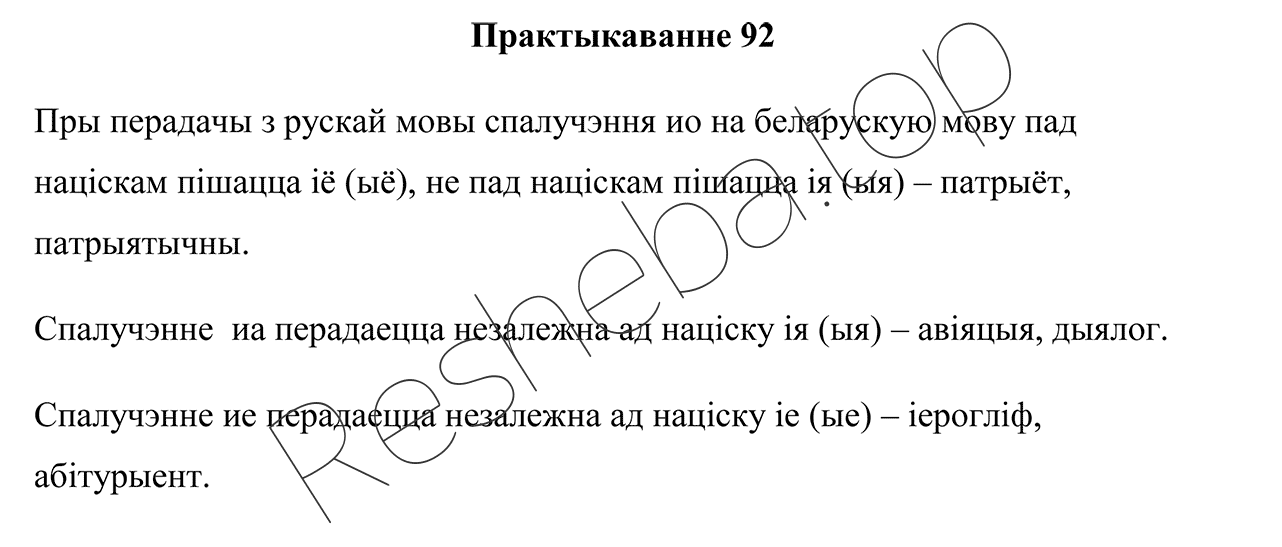 Практыкаванне 92
Пры перадачы з рускай мовы спалучэння ио на беларускую мову пад
націскам пішацца іё (ыё), не пад націскам пішацца ія (ыя) – патрыёт,
патрыятычны.
Спалучэнне иа перадаецца незалежна ад націску ія (ыя) – авіяцыя, дыялог.
Спалучэнне ие перадаецца незалежна ад націску іе (ые) – іерогліф,
абітурыент.
Resheba.top